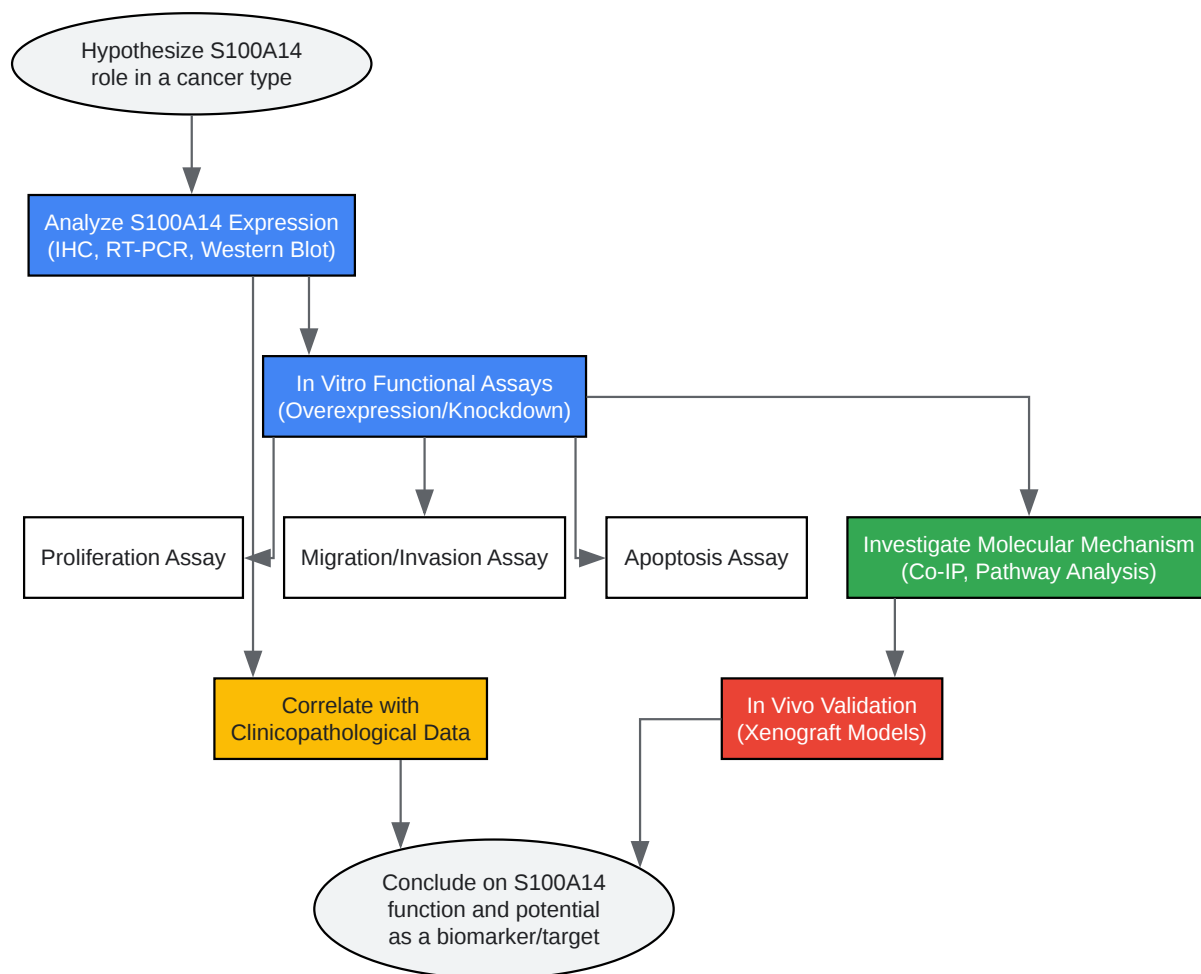 Hypothesize S100A14
role in a cancer type
Analyze S100A14 Expression
(IHC, RT-PCR, Western Blot)
In Vitro Functional Assays
(Overexpression/Knockdown)
Proliferation Assay
Migration/Invasion Assay
Apoptosis Assay
Investigate Molecular Mechanism
(Co-IP, Pathway Analysis)
Correlate with
Clinicopathological Data
In Vivo Validation
(Xenograft Models)
Conclude on S100A14
function and potential
as a biomarker/target